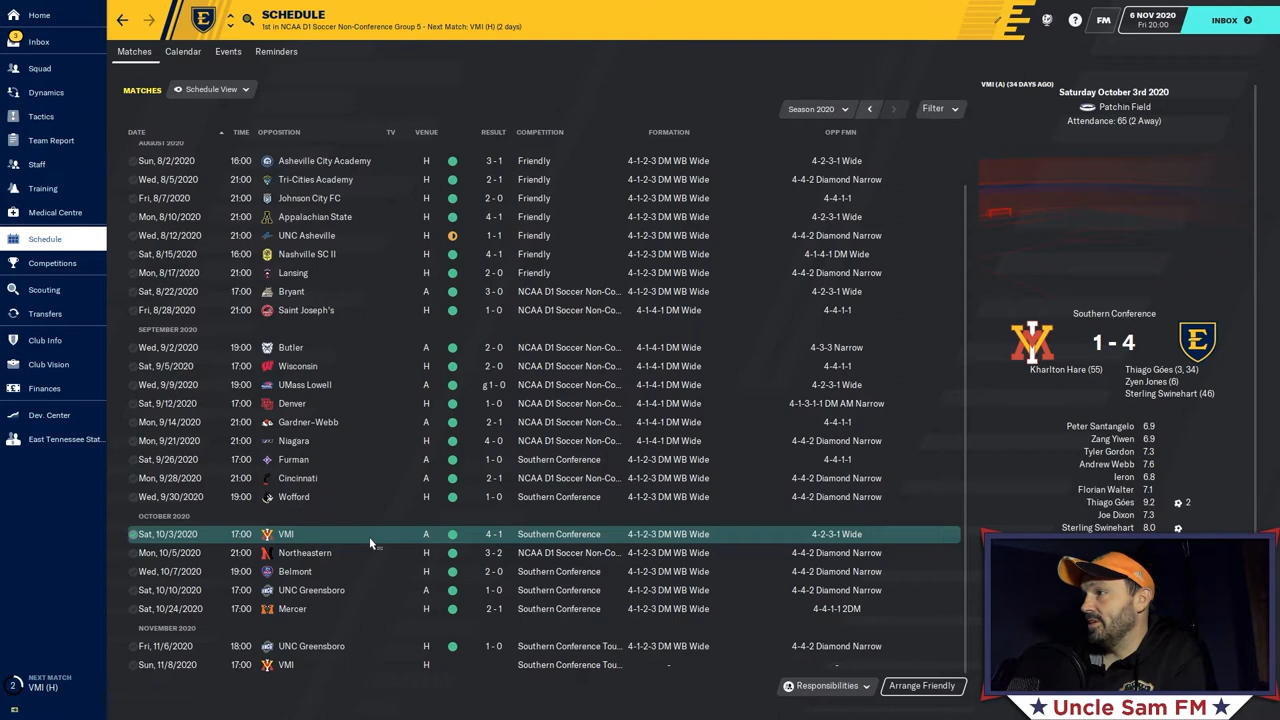 Home
3
Inbox
Squad
Dynamics
Tactics
Team Report
Staff
Training
Medical Centre
Schedule
Competitions
Scouting
Transfers
Club Info
Club Vision
Finances
Dev. Center
East Tennessee Stat...
2
NEXT MATCH
VMI (H)
SCHEDULE
1st in NCAA D1 Soccer Non-Conference Group 5 - Next Match: VMI (H) (2 days)
FM
6 NOV 2020
Fri 20:00
INBOX
Matches Calendar Events Reminders
MATCHES Schedule View
Season 2020 Filter
DATE TIME OPPOSITION TV VENUE RESULT COMPETITION FORMATION OPP FMN
AUGUST 2020
Sun, 8/2/2020 16:00 Asheville City Academy H 3 - 1 Friendly 4-1-2-3 DM WB Wide 4-2-3-1 Wide
Wed, 8/5/2020 21:00 Tri-Cities Academy H 2 - 1 Friendly 4-1-2-3 DM WB Wide 4-4-2 Diamond Narrow
Fri, 8/7/2020 21:00 Johnson City FC H 2 - 0 Friendly 4-1-2-3 DM WB Wide 4-4-1-1
Mon, 8/10/2020 21:00 Appalachian State H 4 - 1 Friendly 4-1-2-3 DM WB Wide 4-2-3-1 Wide
Wed, 8/12/2020 21:00 UNC Asheville H 1 - 1 Friendly 4-1-2-3 DM WB Wide 4-4-2 Diamond Narrow
Sat, 8/15/2020 16:00 Nashville SC II H 4 - 1 Friendly 4-1-2-3 DM WB Wide 4-1-4-1 DM Wide
Mon, 8/17/2020 21:00 Lansing H 2 - 0 Friendly 4-1-2-3 DM WB Wide 4-4-2 Diamond Narrow
Sat, 8/22/2020 17:00 Bryant A 3 - 0 NCAA D1 Soccer Non-Co... 4-1-2-3 DM WB Wide 4-2-3-1 Wide
Fri, 8/28/2020 21:00 Saint Joseph's H 1 - 0 NCAA D1 Soccer Non-Co... 4-1-4-1 DM Wide 4-4-1-1
SEPTEMBER 2020
Wed, 9/2/2020 19:00 Butler A 2 - 0 NCAA D1 Soccer Non-Co... 4-1-4-1 DM Wide 4-3-3 Narrow
Sat, 9/5/2020 17:00 Wisconsin H 2 - 0 NCAA D1 Soccer Non-Co... 4-1-4-1 DM Wide 4-4-1-1
Wed, 9/9/2020 19:00 UMass Lowell A g 1 - 0 NCAA D1 Soccer Non-Co... 4-1-4-1 DM Wide 4-2-3-1 Wide
Sat, 9/12/2020 17:00 Denver H 1 - 0 NCAA D1 Soccer Non-Co... 4-1-4-1 DM Wide 4-1-3-1-1 DM AM Narrow
Mon, 9/14/2020 21:00 Gardner-Webb A 2 - 1 NCAA D1 Soccer Non-Co... 4-1-4-1 DM Wide 4-4-1-1
Mon, 9/21/2020 21:00 Niagara H 4 - 0 NCAA D1 Soccer Non-Co... 4-1-4-1 DM Wide 4-4-2 Diamond Narrow
Sat, 9/26/2020 17:00 Furman A 1 - 0 Southern Conference 4-1-2-3 DM WB Wide 4-4-1-1
Mon, 9/28/2020 21:00 Cincinnati A 2 - 1 NCAA D1 Soccer Non-Co... 4-1-2-3 DM WB Wide 4-4-2 Diamond Narrow
Wed, 9/30/2020 19:00 Wofford H 1 - 0 Southern Conference 4-1-2-3 DM WB Wide 4-4-2 Diamond Narrow
OCTOBER 2020
Sat, 10/3/2020 17:00 VMI A 4 - 1 Southern Conference 4-1-2-3 DM WB Wide 4-2-3-1 Wide
Mon, 10/5/2020 21:00 Northeastern H 3 - 2 NCAA D1 Soccer Non-Co... 4-1-2-3 DM WB Wide 4-4-2 Diamond Narrow
Wed, 10/7/2020 19:00 Belmont H 2 - 0 Southern Conference 4-1-2-3 DM WB Wide 4-4-2 Diamond Narrow
Sat, 10/10/2020 17:00 UNC Greensboro A 1 - 0 Southern Conference 4-1-2-3 DM WB Wide 4-4-2 Diamond Narrow
Sat, 10/24/2020 17:00 Mercer H 2 - 1 Southern Conference 4-1-2-3 DM WB Wide 4-4-1-1 2DM
NOVEMBER 2020
Fri, 11/6/2020 18:00 UNC Greensboro H 1 - 0 Southern Conference Tou... 4-1-2-3 DM WB Wide 4-4-2 Diamond Narrow
Sun, 11/8/2020 17:00 VMI H Southern Conference Tou... - -
Responsibilities Arrange Friendly
VMI (A) (34 DAYS AGO)
Saturday October 3rd 2020
Patchin Field
Attendance: 65 (2 Away)
Southern Conference
1 - 4
Kharlton Hare (55) Thiago Góes (3, 34)
Zyen Jones (6)
Sterling Swinehart (46)
Peter Santangelo 6.9
Zang Yiwen 6.9
Tyler Gordon 7.3
Andrew Webb 7.6
Ieron 6.8
Florian Walter 7.1
Thiago Góes 9.2 2
Joe Dixon 7.3
Sterling Swinehart 8.0
Uncle Sam FM